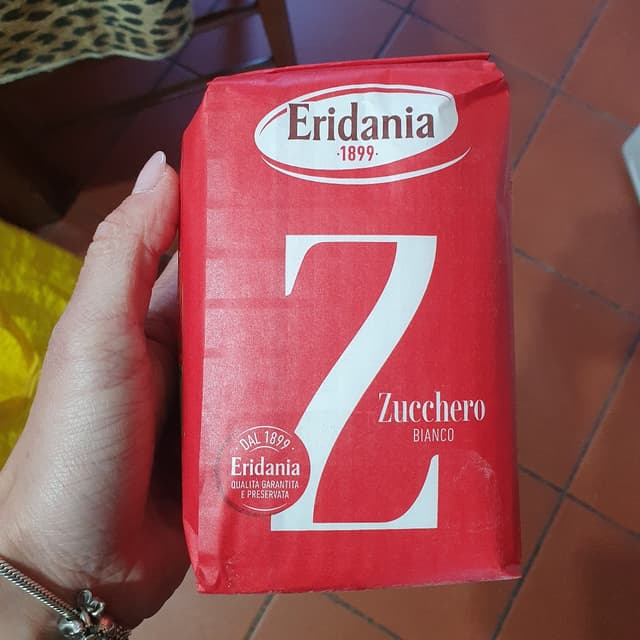 Eridania
·1899·
Z
Zucchero
BIANCO
DAL 1899
Eridania
QUALITÀ GARANTITA
E PRESERVATA